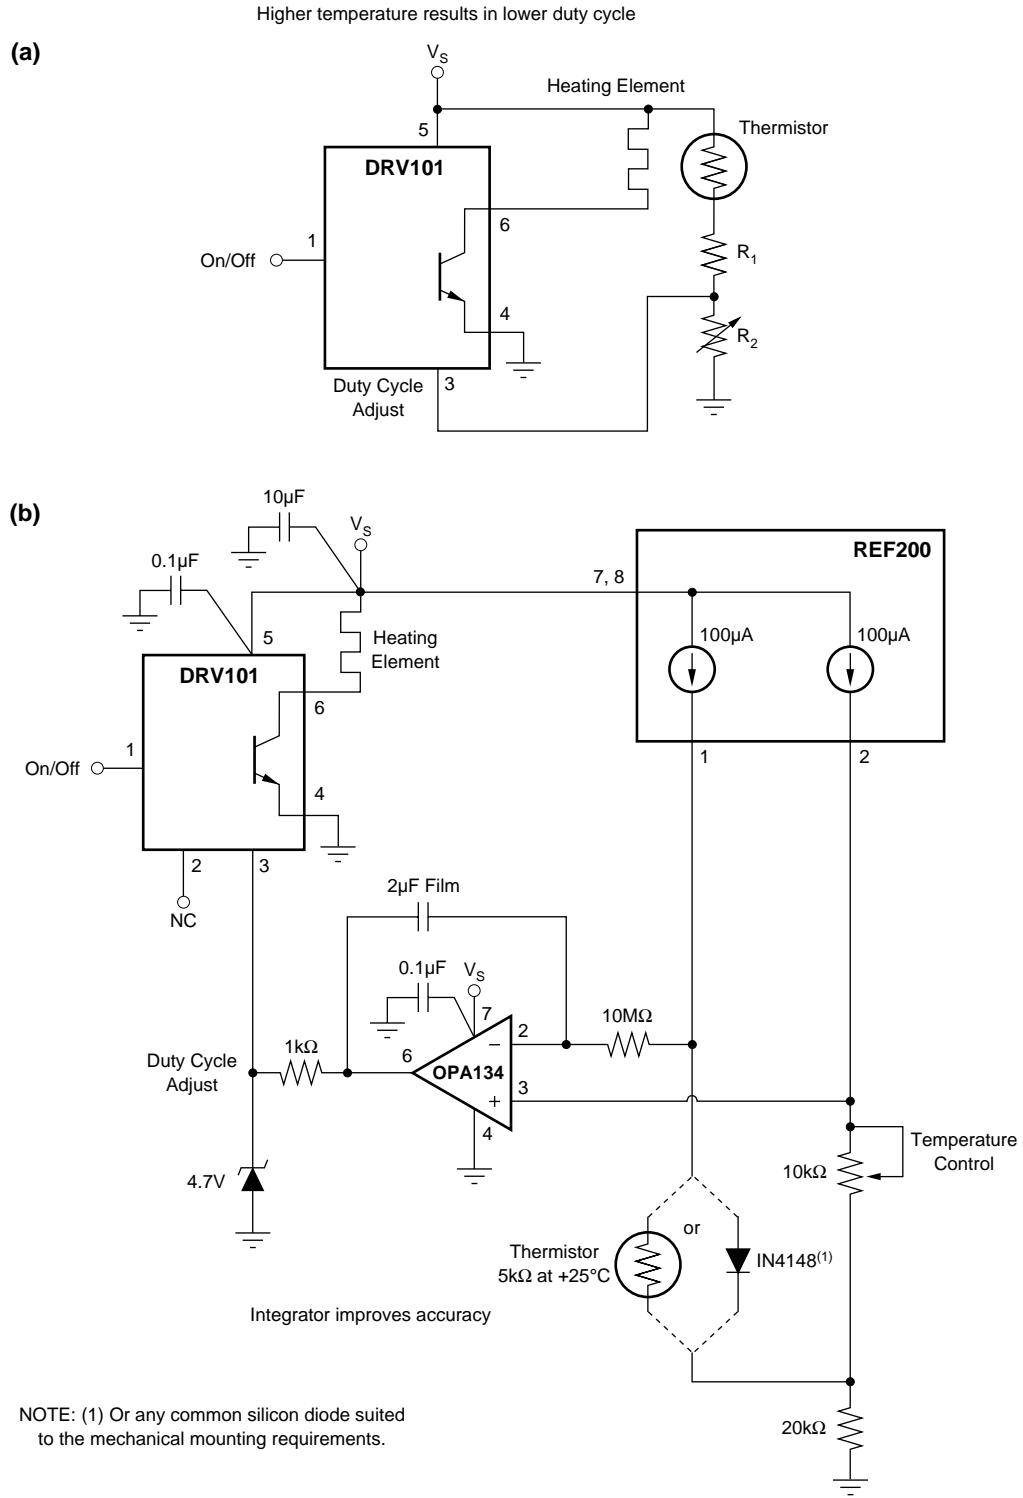 Higher temperature results in lower duty cycle
(a)
V_S
Heating Element
5
Thermistor
DRV101
6
1
On/Off
R_1
4
R_2
Duty Cycle
Adjust
3
(b)
10µF
V_S
REF200
0.1µF
7, 8
5
Heating
Element
100µA
100µA
DRV101
6
1
On/Off
4
1
2
2
3
NC
2µF Film
0.1µF
V_S
7
10MΩ
2
–
1kΩ
6
OPA134
Duty Cycle
Adjust
3
+
4
Temperature
Control
10kΩ
4.7V
or
Thermistor
5kΩ at +25°C
IN4148(1)
Integrator improves accuracy
NOTE: (1) Or any common silicon diode suited
to the mechanical mounting requirements.
20kΩ